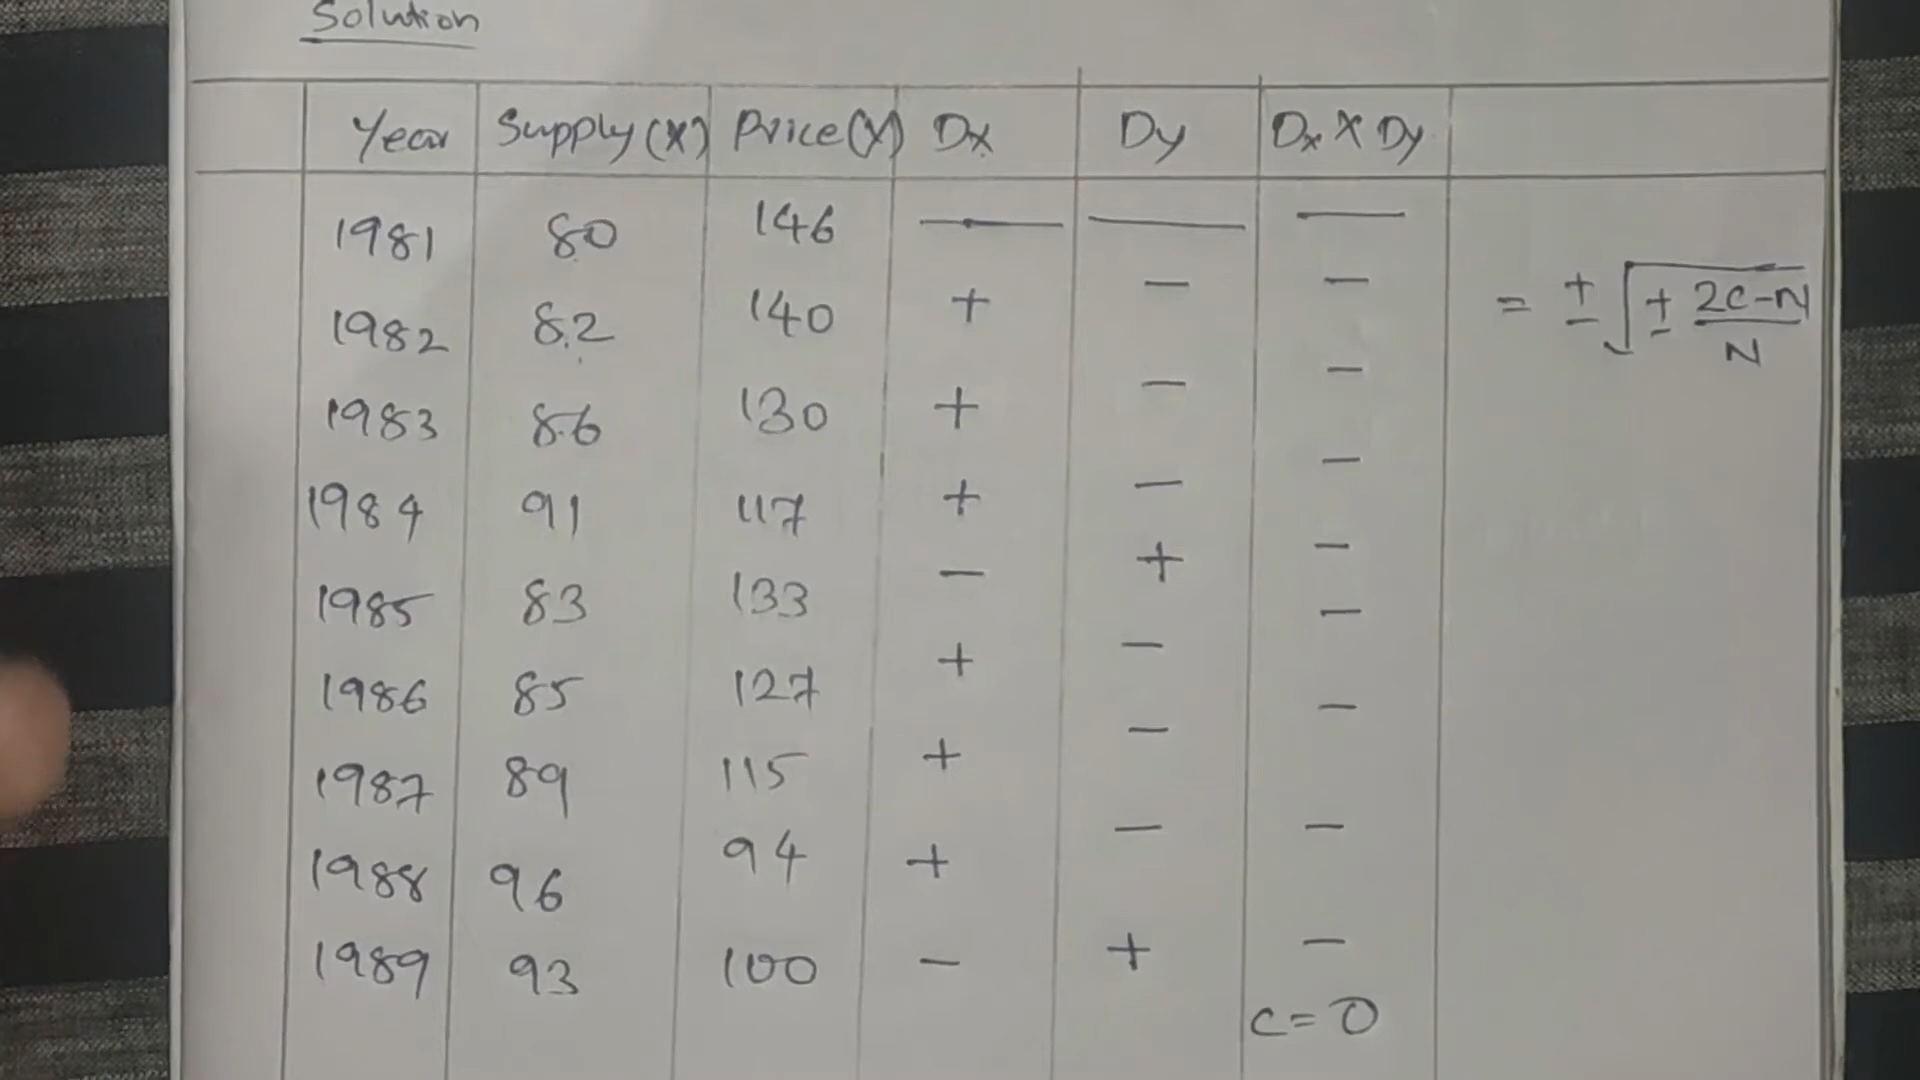 Solution
Year Supply (X) Price (Y) Dx Dy Dx X Dy
1981 80 146 — — —
1982 82 140 + - -
= ± √± 2C-N / N
1983 86 130 + - -
1984 91 117 + - -
1985 83 133 - + -
1986 85 127 + - -
1987 89 115 + - -
1988 96 94 + - -
1989 93 100 - + -
C = 0